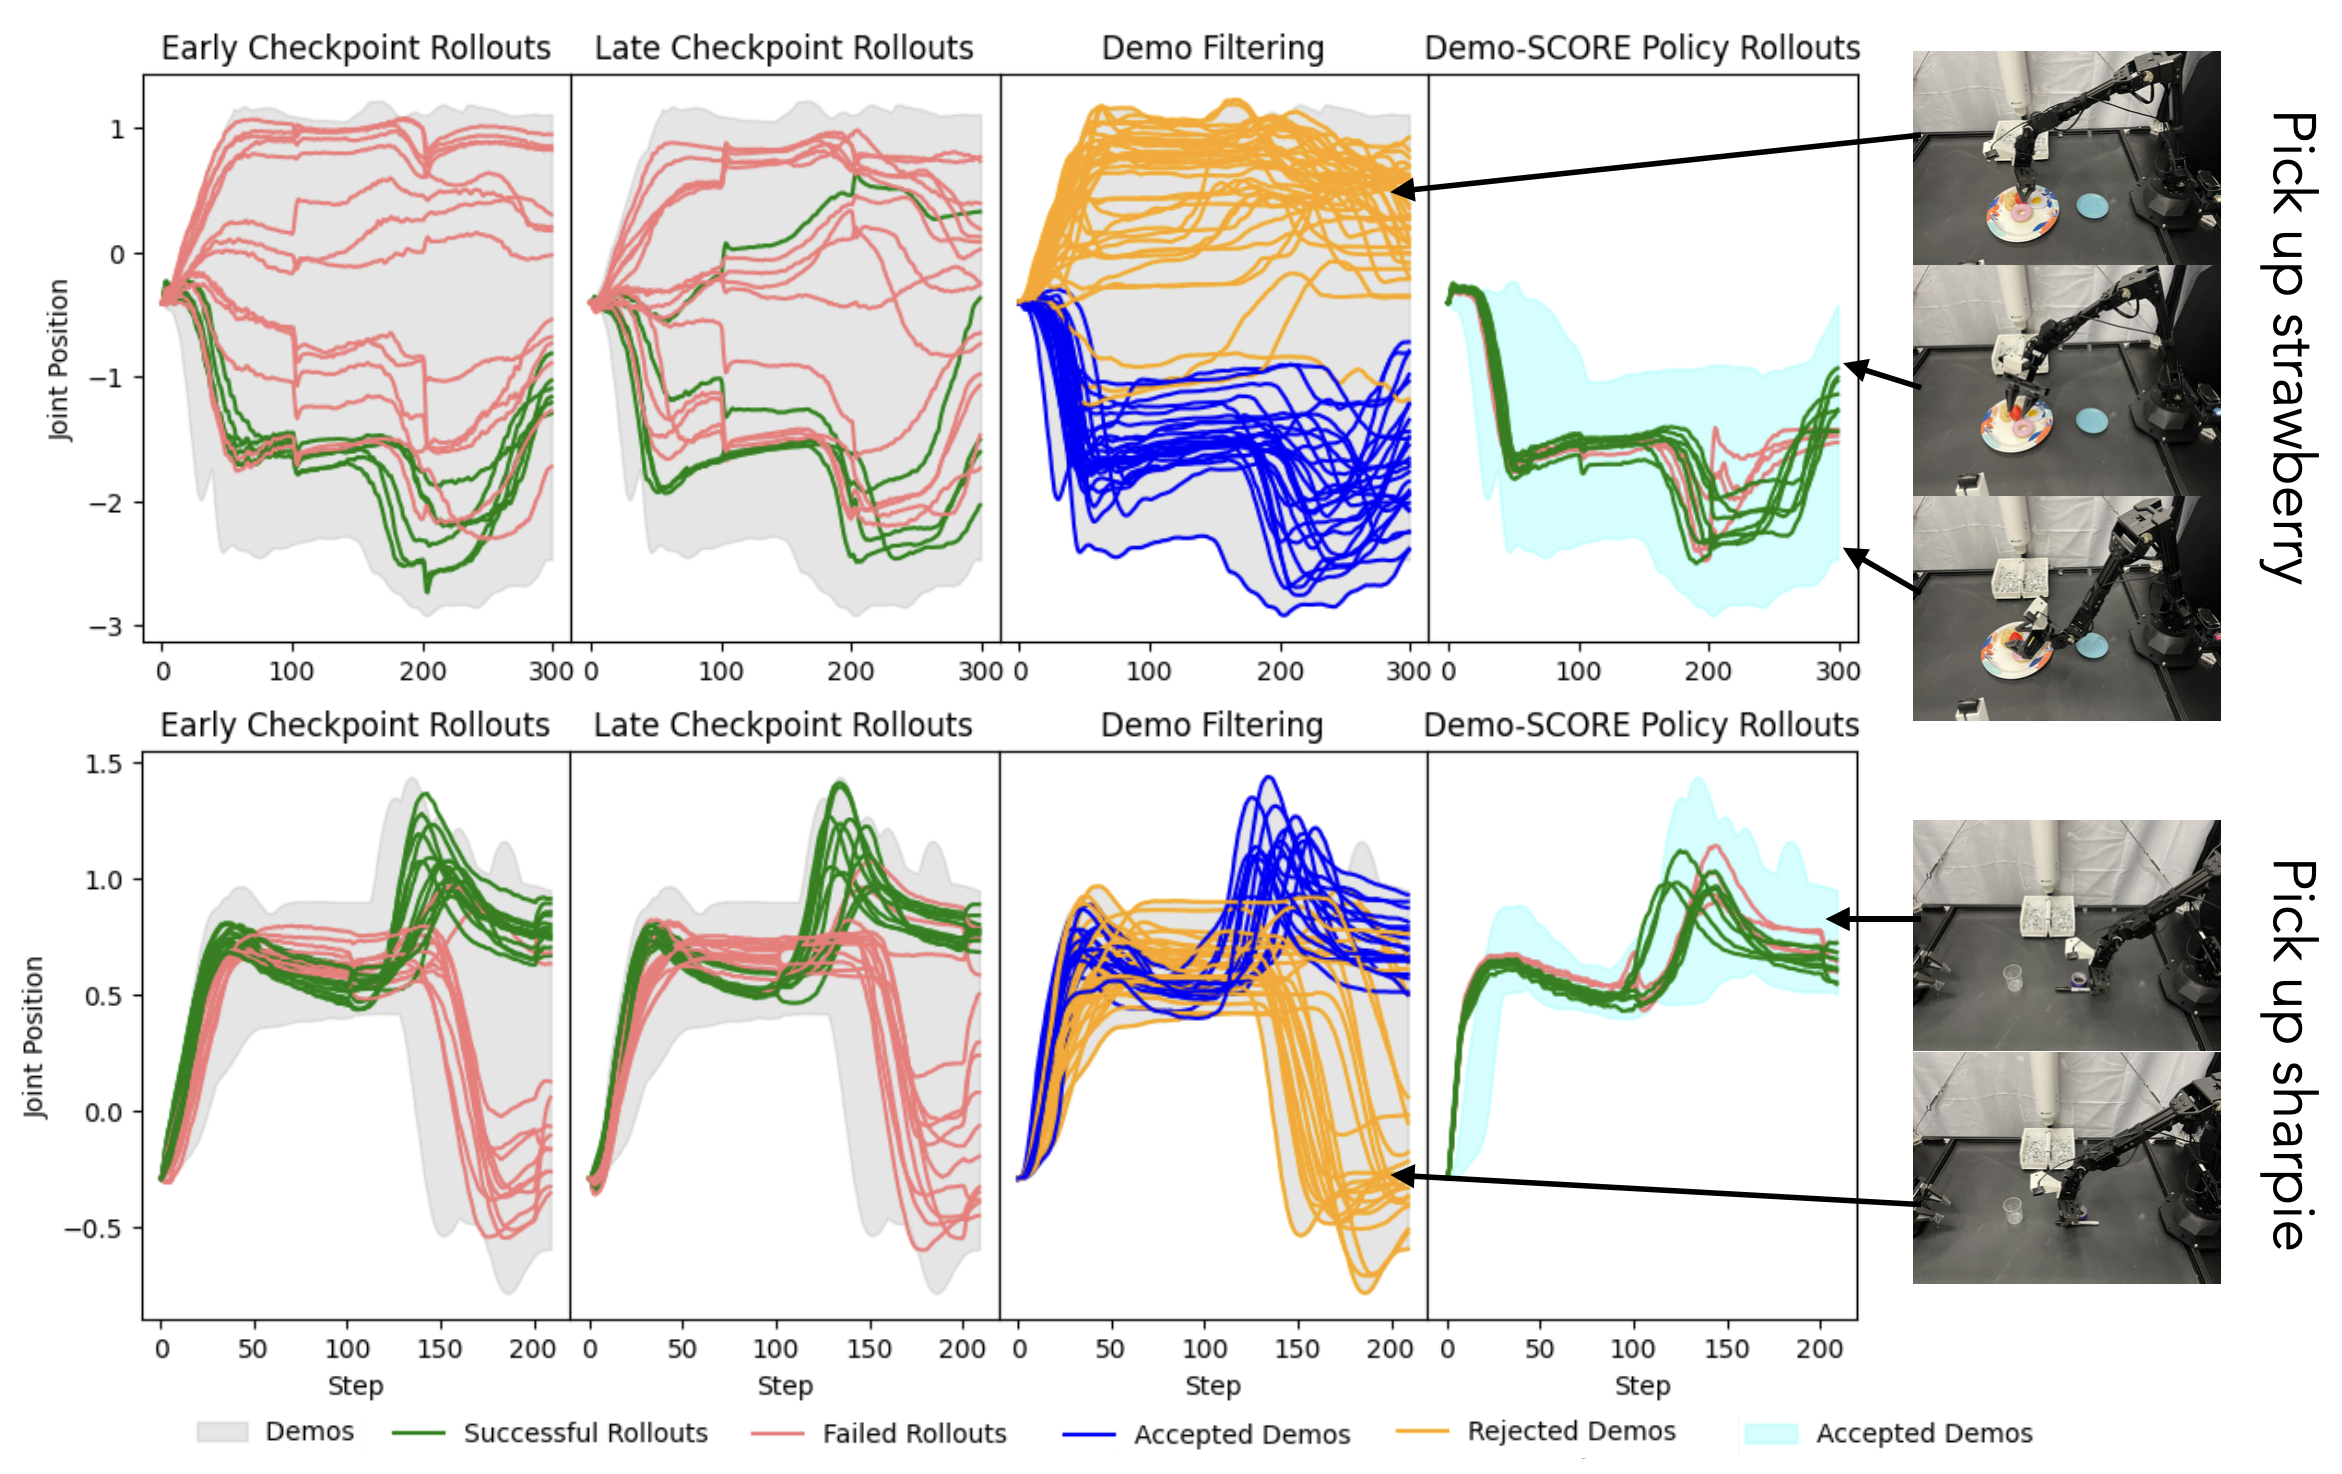 Early Checkpoint Rollouts Late Checkpoint Rollouts Demo Filtering Demo-SCORE Policy Rollouts
Joint Position
1
0
−1
−2
−3
0 100 200 300 0 100 200 300 0 100 200 300 0 100 200 300
Pick up strawberry
Early Checkpoint Rollouts Late Checkpoint Rollouts Demo Filtering Demo-SCORE Policy Rollouts
Joint Position
1.5
1.0
0.5
0.0
−0.5
0 50 100 150 200 0 50 100 150 200 0 50 100 150 200 0 50 100 150 200
Step Step Step Step
Pick up sharpie
Demos Successful Rollouts Failed Rollouts Accepted Demos Rejected Demos Accepted Demos